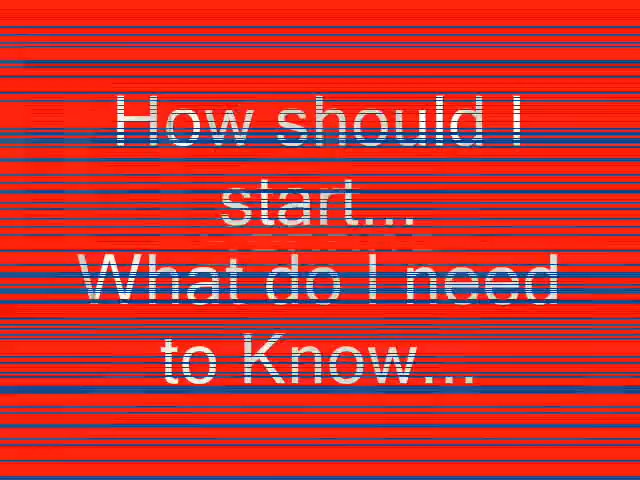 How should I
start...
What do I need
to Know...